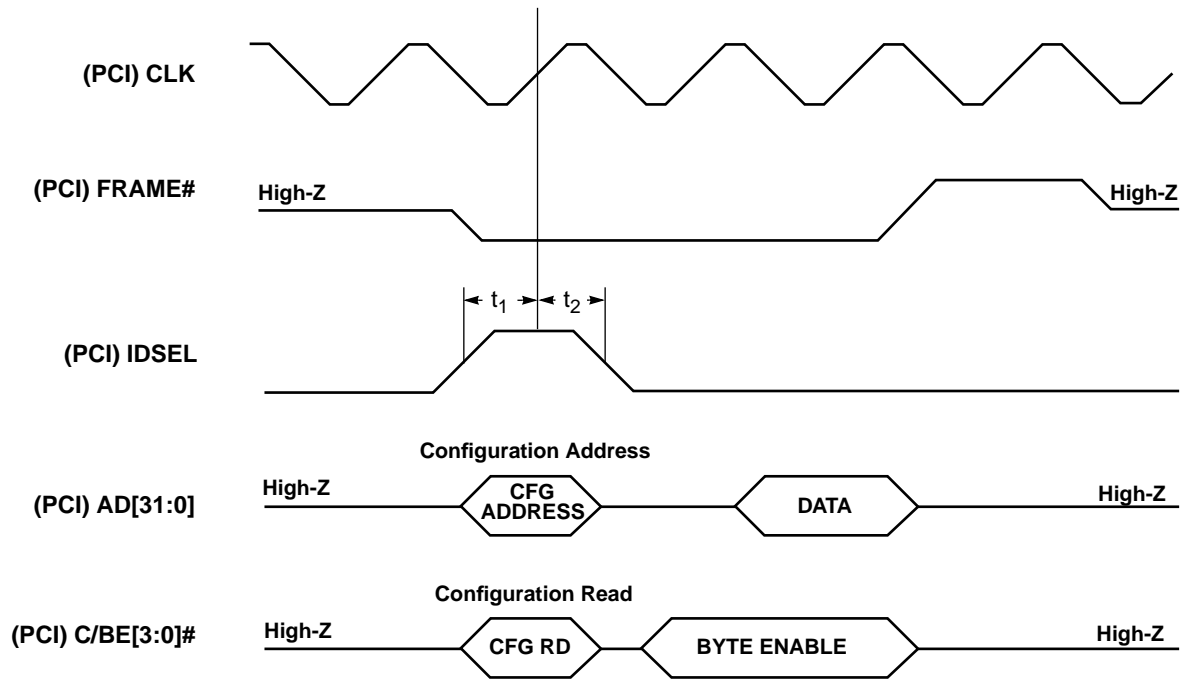 (PCI) CLK
(PCI) FRAME#
High-Z
High-Z
t1
t2
(PCI) IDSEL
Configuration Address
(PCI) AD[31:0]
High-Z
CFG
ADDRESS
DATA
High-Z
Configuration Read
(PCI) C/BE[3:0]#
High-Z
CFG RD
BYTE ENABLE
High-Z